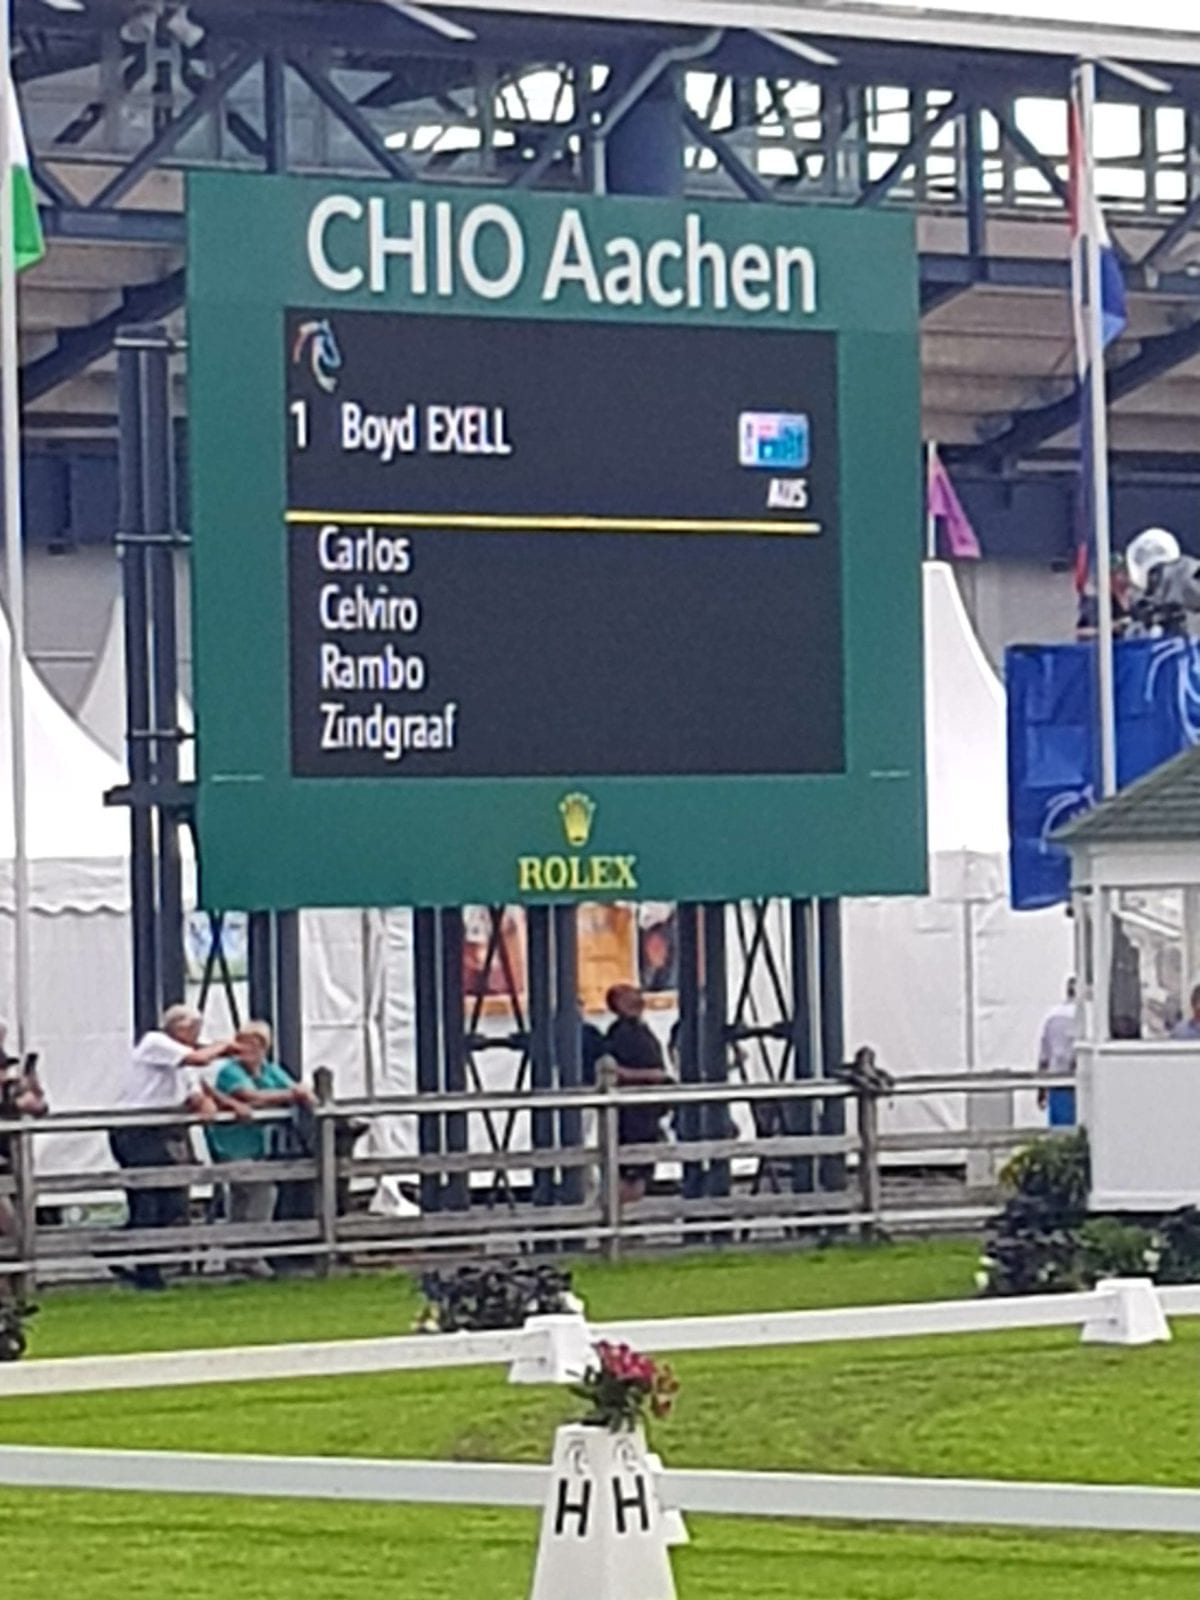 CHIO Aachen
1 Boyd EXELL
AUS
Carlos
Celviro
Rambo
Zindgraaf
ROLEX
H H